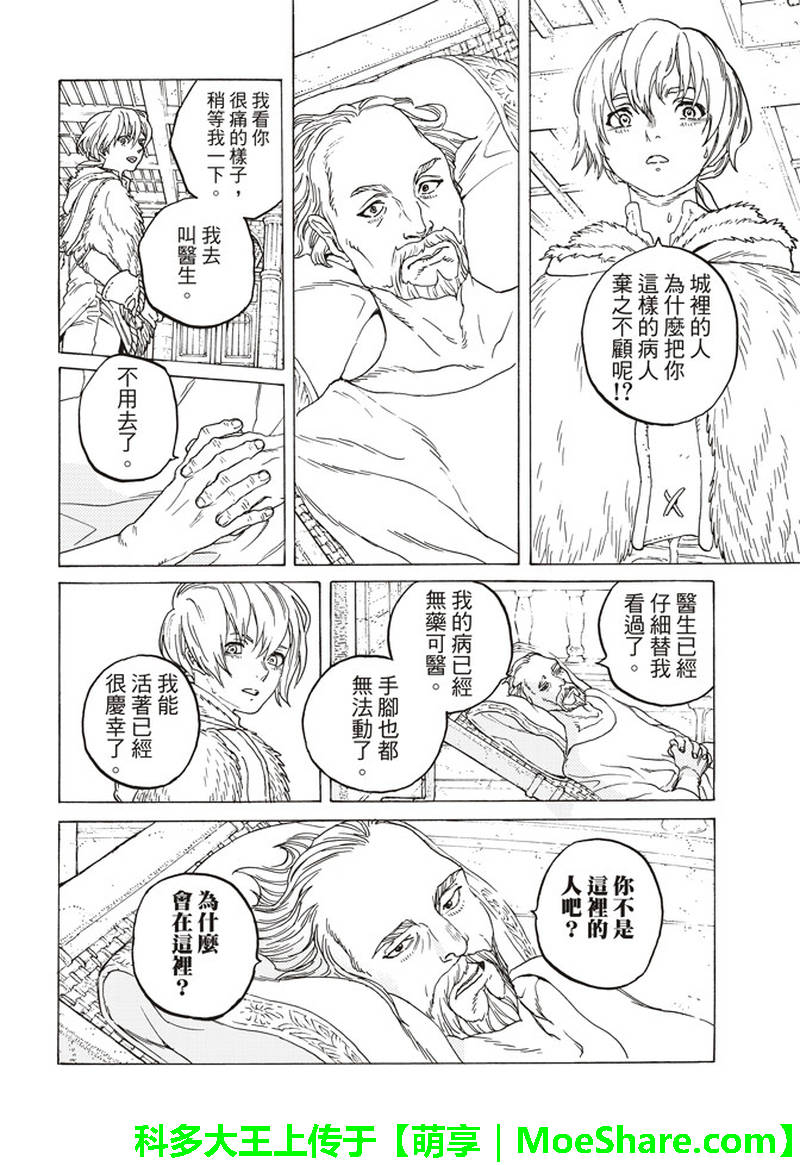 城裡的人
為什麼把你
這樣的病人
棄之不顧呢!?
我看你
很痛的樣子，
稍等我一下。
我去
叫醫生。
不用去了。
醫生已經
仔細替我
看過了。
我的病已經
無藥可醫。
手腳也都
無法動了。
我能
活著已經
很慶幸了。
你不是
這裡的
人吧？
為什麼
會在這裡？
科多大王上传于【萌享 | MoeShare.com】